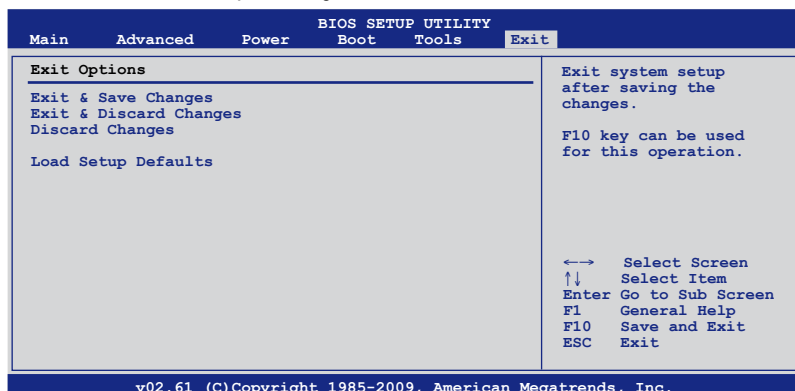 BIOS SETUP UTILITY
Main Advanced Power Boot Tools Exit
Exit Options
Exit & Save Changes
Exit & Discard Changes
Discard Changes
Load Setup Defaults
Exit system setup
after saving the
changes.
F10 key can be used
for this operation.
←→ Select Screen
↑↓ Select Item
Enter Go to Sub Screen
F1 General Help
F10 Save and Exit
ESC Exit
v02.61 (C)Copyright 1985-2009, American Megatrends, Inc.